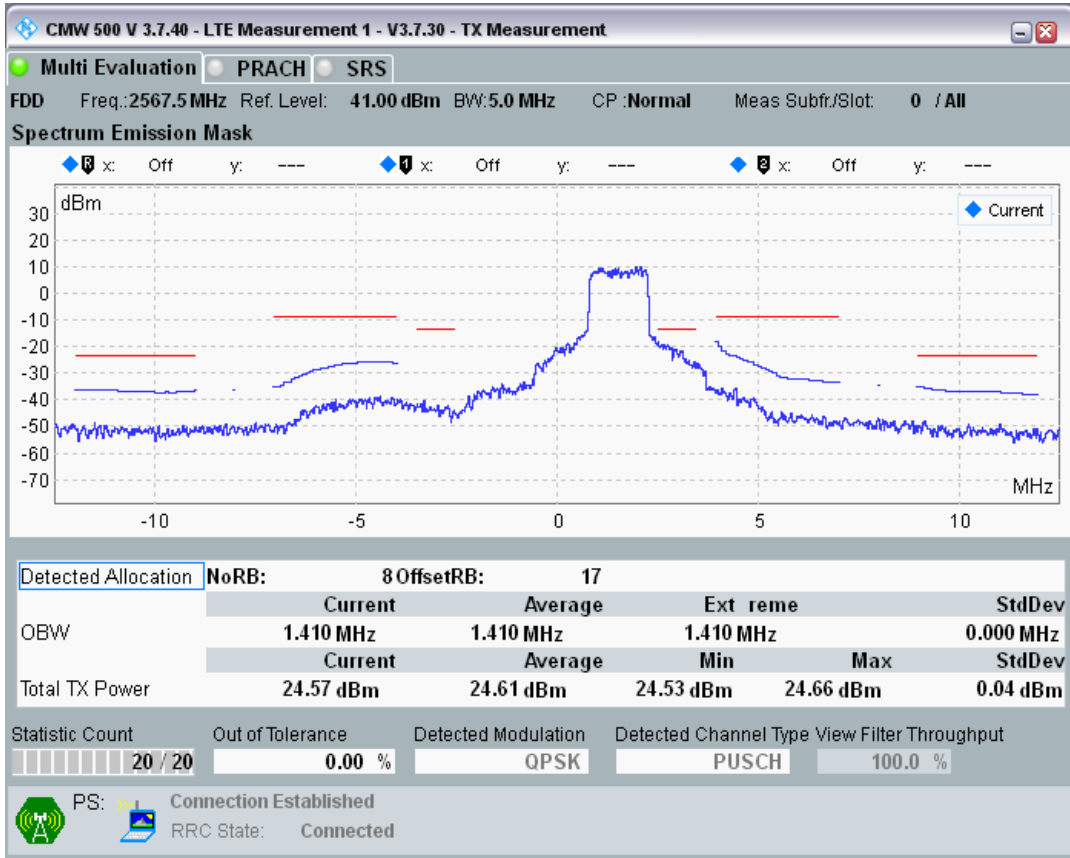 CMW 500 V 3.7.40 - LTE Measurement 1 - V3.7.30 - TX Measurement
Multi Evaluation PRACH SRS
FDD Freq.:2567.5 MHz Ref. Level: 41.00 dBm BW:5.0 MHz CP :Normal Meas Subfr./Slot: 0 / All
Spectrum Emission Mask
R x: Off y: --- 1 x: Off y: --- 2 x: Off y: ---
dBm
Current
30
20
10
0
-10
-20
-30
-40
-50
-60
-70
MHz
-10 -5 0 5 10
Detected Allocation NoRB: 8 OffsetRB: 17
Current Average Ext reme StdDev
OBW 1.410 MHz 1.410 MHz 1.410 MHz 0.000 MHz
Current Average Min Max StdDev
Total TX Power 24.57 dBm 24.61 dBm 24.53 dBm 24.66 dBm 0.04 dBm
Statistic Count Out of Tolerance Detected Modulation Detected Channel Type View Filter Throughput
20 / 20 0.00 % QPSK PUSCH 100.0 %
PS: Connection Established
RRC State: Connected